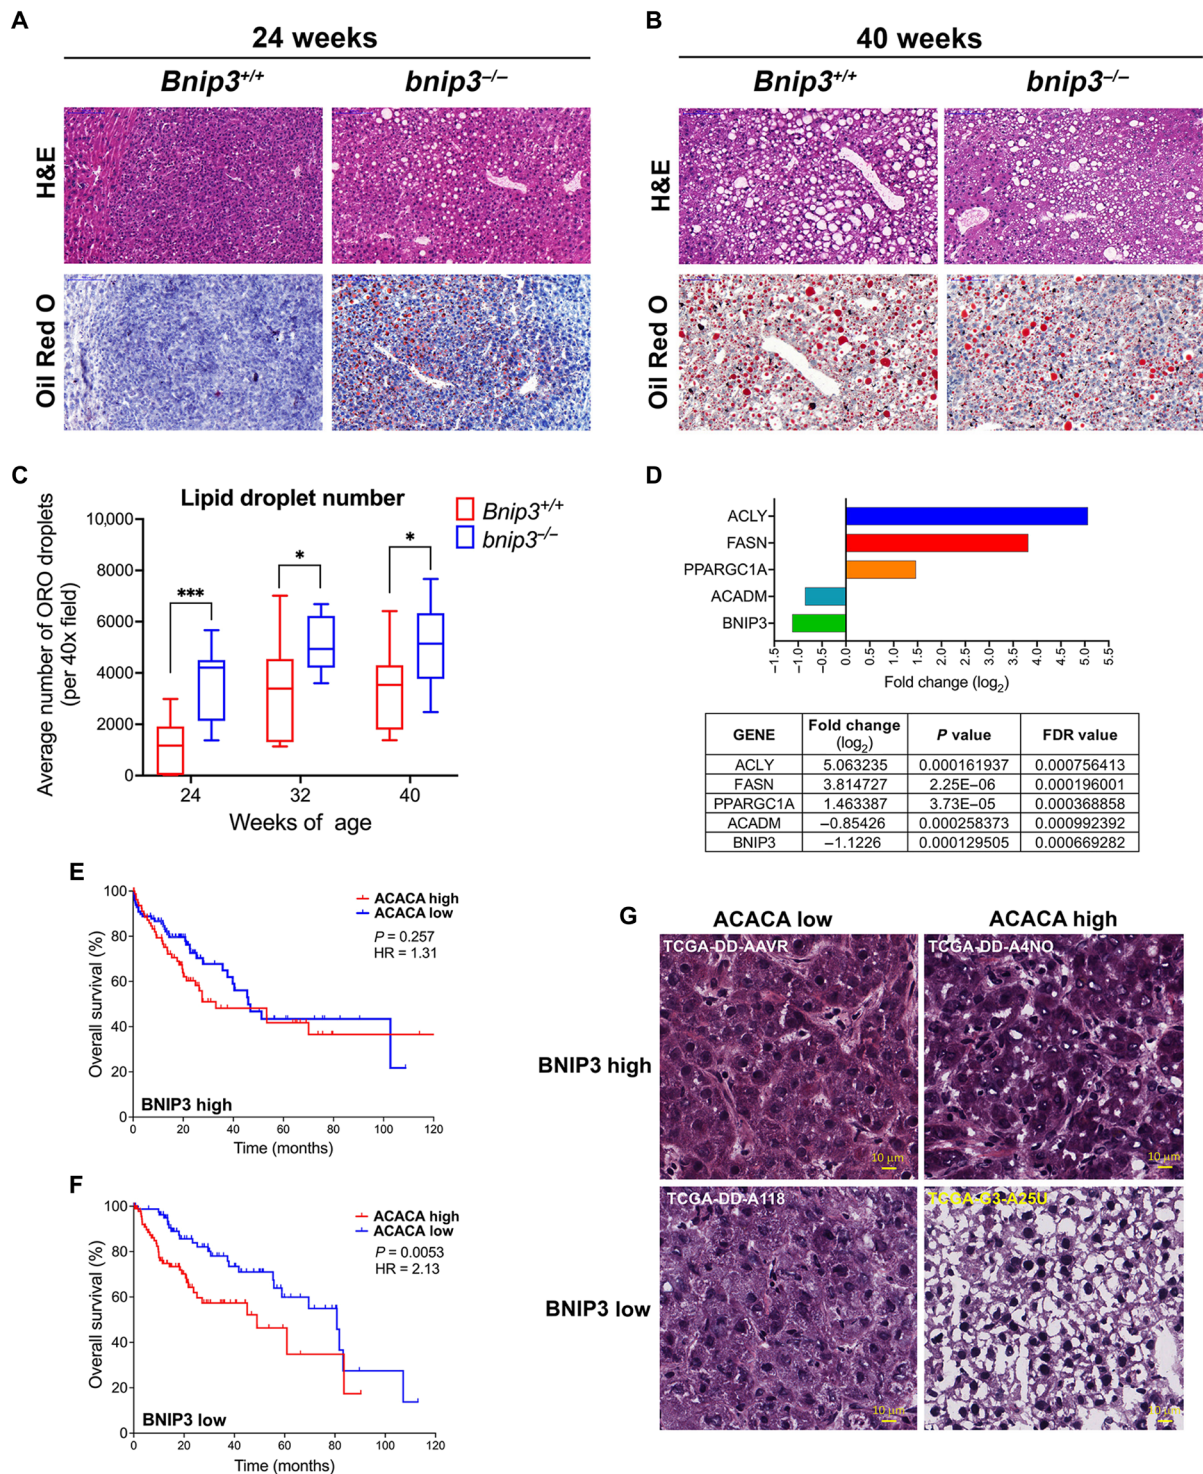 A
24 weeks
Bnip3+/+
bnip3–/–
H&E
Oil Red O
B
40 weeks
Bnip3+/+
bnip3–/–
H&E
Oil Red O
C
Lipid droplet number
Average number of ORO droplets
(per 40x field)
10,000
8000
6000
4000
2000
0
24
32
40
Weeks of age
***
*
*
Bnip3+/+
bnip3–/–
D
ACLY
FASN
PPARGC1A
ACADM
BNIP3
–1.5
–1.0
–0.5
0.0
0.5
1.0
1.5
2.0
2.5
3.0
3.5
4.0
4.5
5.0
5.5
Fold change (log2)
GENE Fold change (log2) P value FDR value
ACLY 5.063235 0.000161937 0.000756413
FASN 3.814727 2.25E–06 0.000196001
PPARGC1A 1.463387 3.73E–05 0.000368858
ACADM –0.85426 0.000258373 0.000992392
BNIP3 –1.1226 0.000129505 0.000669282
E
Overall survival (%)
100
80
60
40
20
0
ACACA high
ACACA low
P = 0.257
HR = 1.31
BNIP3 high
0 20 40 60 80 100 120
Time (months)
F
Overall survival (%)
100
80
60
40
20
0
ACACA high
ACACA low
P = 0.0053
HR = 2.13
BNIP3 low
0 20 40 60 80 100 120
Time (months)
G
ACACA low
ACACA high
BNIP3 high
BNIP3 low
TCGA-DD-AAVR
10 μm
TCGA-DD-A4NO
10 μm
TCGA-DD-A118
10 μm
TCGA-G3-A25U
10 μm